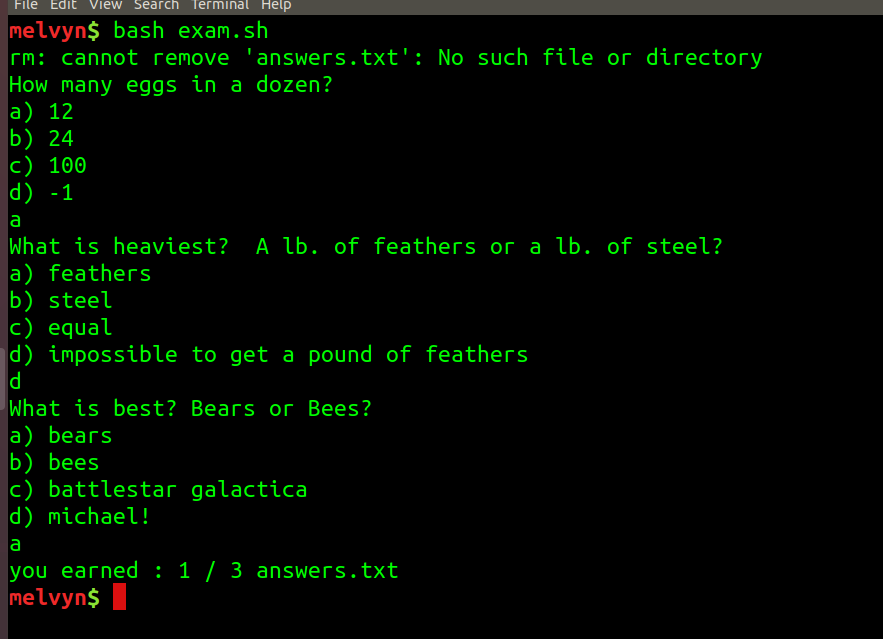 File Edit View Search Terminal Help
melvyn$ bash exam.sh
rm: cannot remove 'answers.txt': No such file or directory
How many eggs in a dozen?
a) 12
b) 24
c) 100
d) -1
a
What is heaviest?  A lb. of feathers or a lb. of steel?
a) feathers
b) steel
c) equal
d) impossible to get a pound of feathers
d
What is best? Bears or Bees?
a) bears
b) bees
c) battlestar galactica
d) michael!
a
you earned : 1 / 3 answers.txt
melvyn$